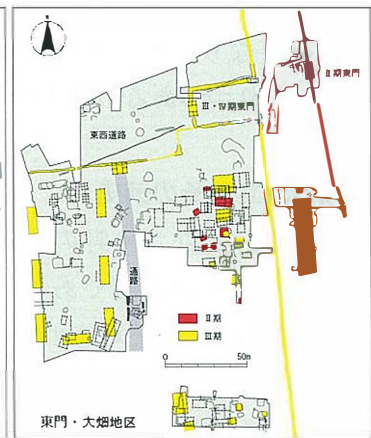 Ⅱ期東門
Ⅲ・Ⅳ期東門
東西道路
道路
Ⅱ期
Ⅲ期
0 50m
東門・大畑地区